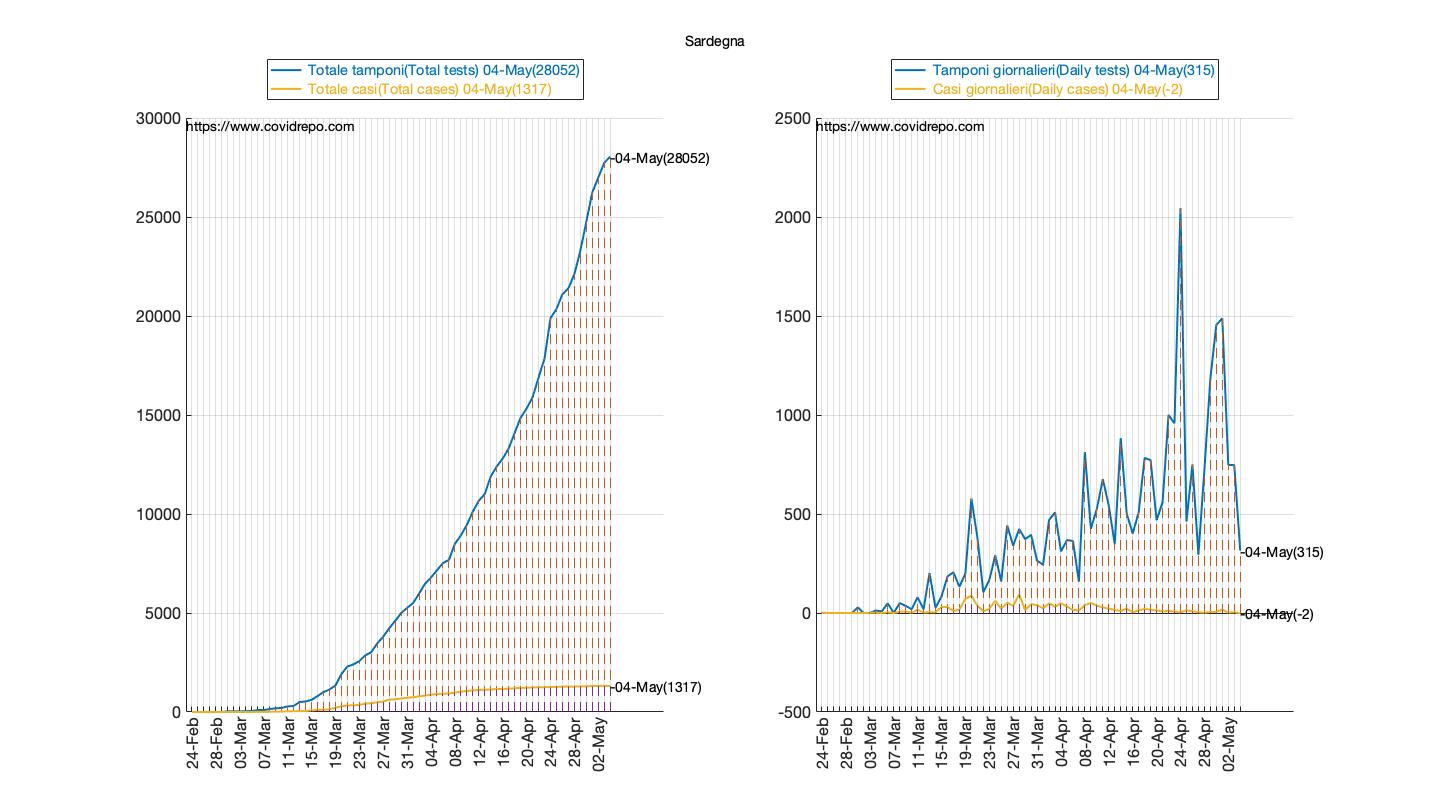 Sardegna
Totale tamponi(Total tests) 04-May(28052)
Totale casi(Total cases) 04-May(1317)
https://www.covidrepo.com
30000
25000
20000
15000
10000
5000
0
04-May(28052)
04-May(1317)
24-Feb
28-Feb
03-Mar
07-Mar
11-Mar
15-Mar
19-Mar
23-Mar
27-Mar
31-Mar
04-Apr
08-Apr
12-Apr
16-Apr
20-Apr
24-Apr
28-Apr
02-May
Tamponi giornalieri(Daily tests) 04-May(315)
Casi giornalieri(Daily cases) 04-May(-2)
https://www.covidrepo.com
2500
2000
1500
1000
500
0
-500
04-May(315)
04-May(-2)
24-Feb
28-Feb
03-Mar
07-Mar
11-Mar
15-Mar
19-Mar
23-Mar
27-Mar
31-Mar
04-Apr
08-Apr
12-Apr
16-Apr
20-Apr
24-Apr
28-Apr
02-May